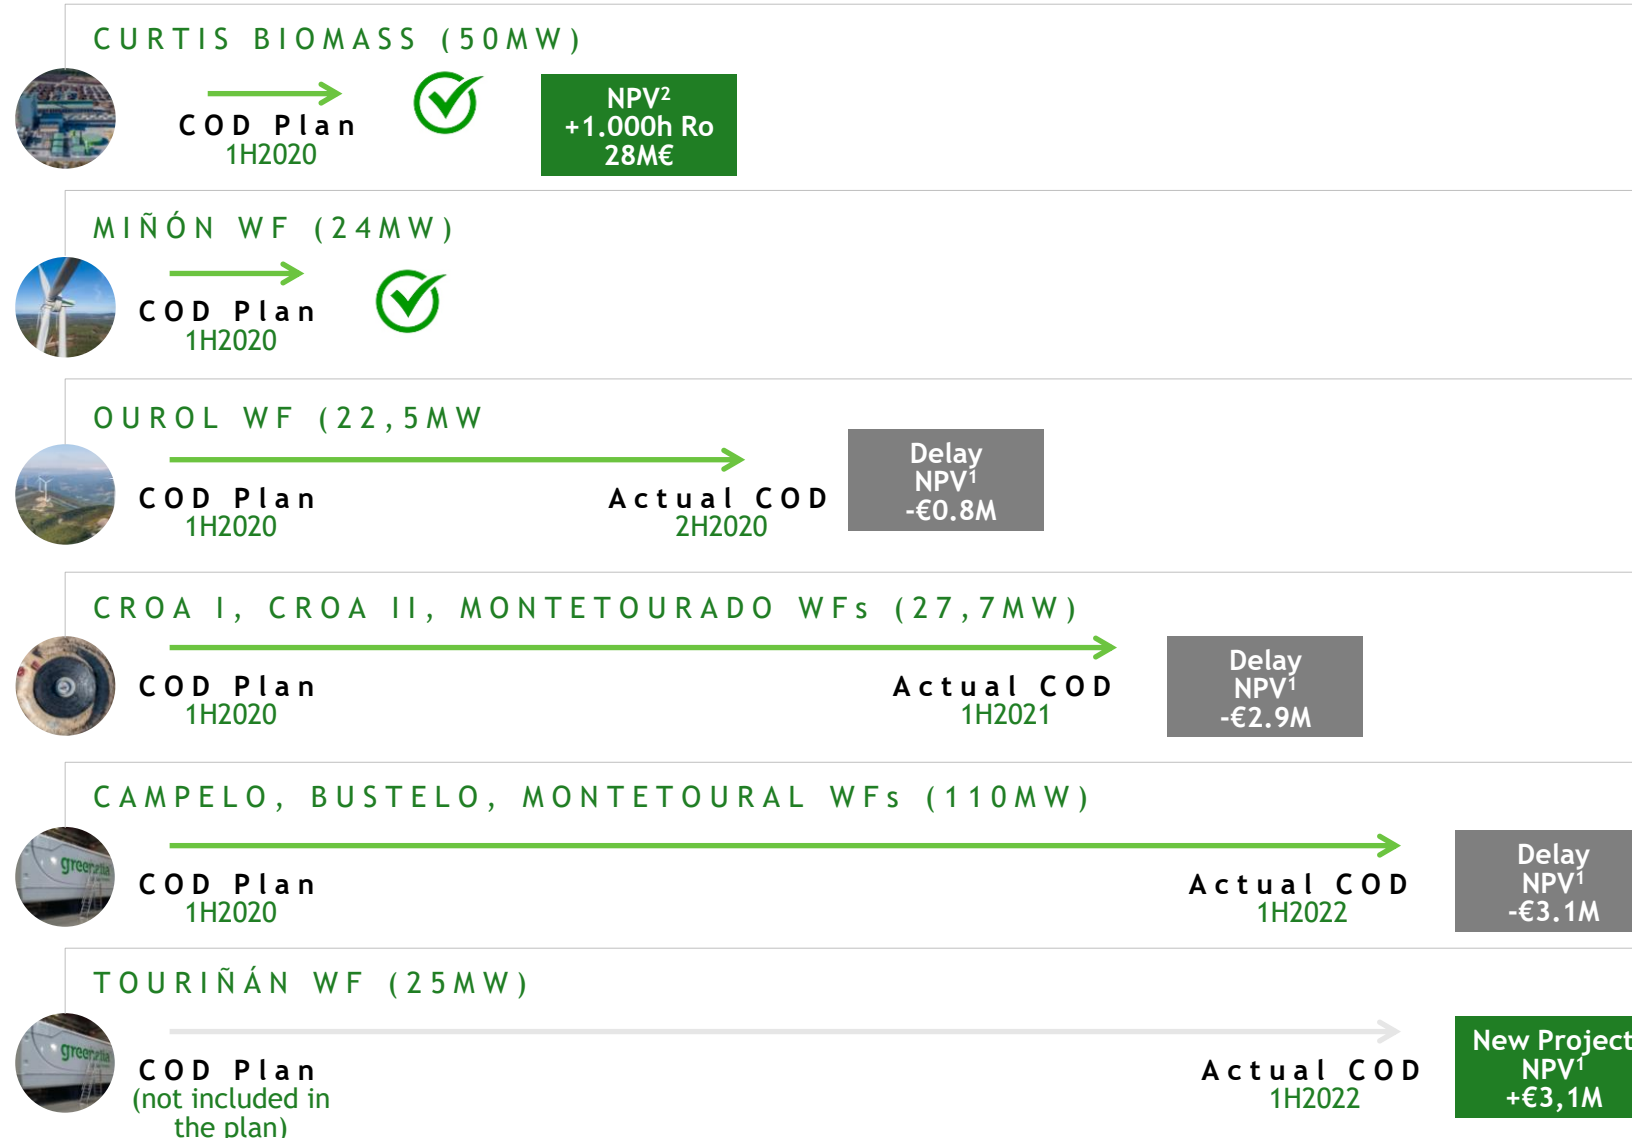 CURTIS BIOMASS (50MW)
COD Plan
1H2020
NPV²
+1.000h Ro
28M€
MIÑÓN WF (24MW)
COD Plan
1H2020
OUROL WF (22,5MW
COD Plan
1H2020
Actual COD
2H2020
Delay
NPV¹
-€0.8M
CROA I, CROA II, MONTETOURADO WFs (27,7MW)
COD Plan
1H2020
Actual COD
1H2021
Delay
NPV¹
-€2.9M
CAMPELO, BUSTELO, MONTETOURAL WFs (110MW)
COD Plan
1H2020
Actual COD
1H2022
Delay
NPV¹
-€3.1M
TOURIÑÁN WF (25MW)
COD Plan
(not included in
the plan)
Actual COD
1H2022
New Project
NPV¹
+€3,1M